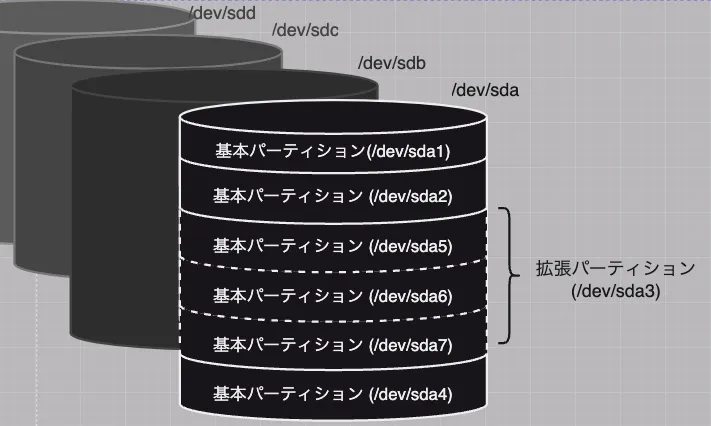 /dev/sdd
/dev/sdc
/dev/sdb
/dev/sda
基本パーティション(/dev/sda1)
基本パーティション (/dev/sda2)
基本パーティション (/dev/sda5)
基本パーティション (/dev/sda6)
基本パーティション (/dev/sda7)
基本パーティション (/dev/sda4)
拡張パーティション
(/dev/sda3)